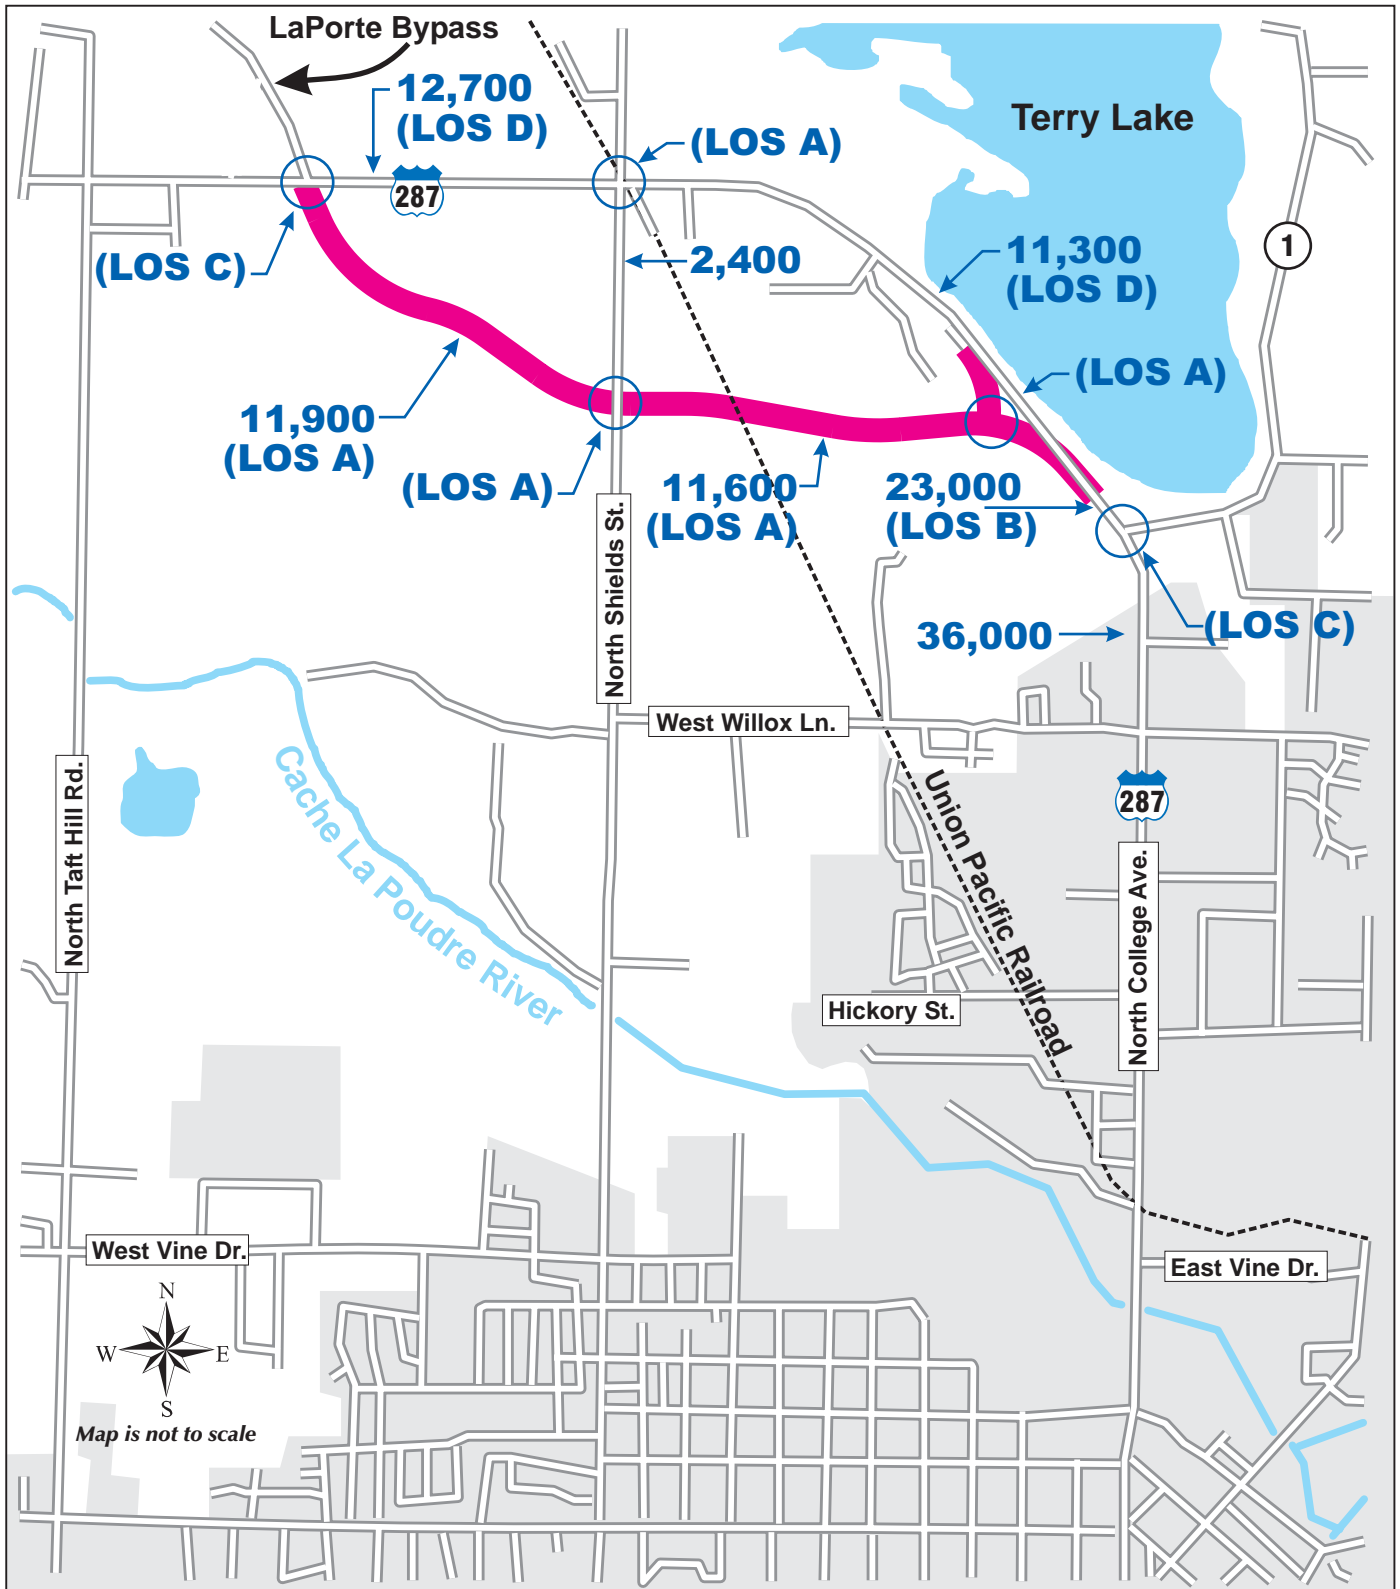 LaPorte Bypass
12,700
(LOS D)
(LOS A)
Terry Lake
287
(LOS C)
2,400
11,300
(LOS D)
1
(LOS A)
11,900
(LOS A)
(LOS A)
11,600
(LOS A)
23,000
(LOS B)
36,000
(LOS C)
North Shields St.
West Willox Ln.
North Taft Hill Rd.
Cache La Poudre River
Union Pacific Railroad
287
North College Ave.
Hickory St.
West Vine Dr.
East Vine Dr.
N
W E
S
Map is not to scale